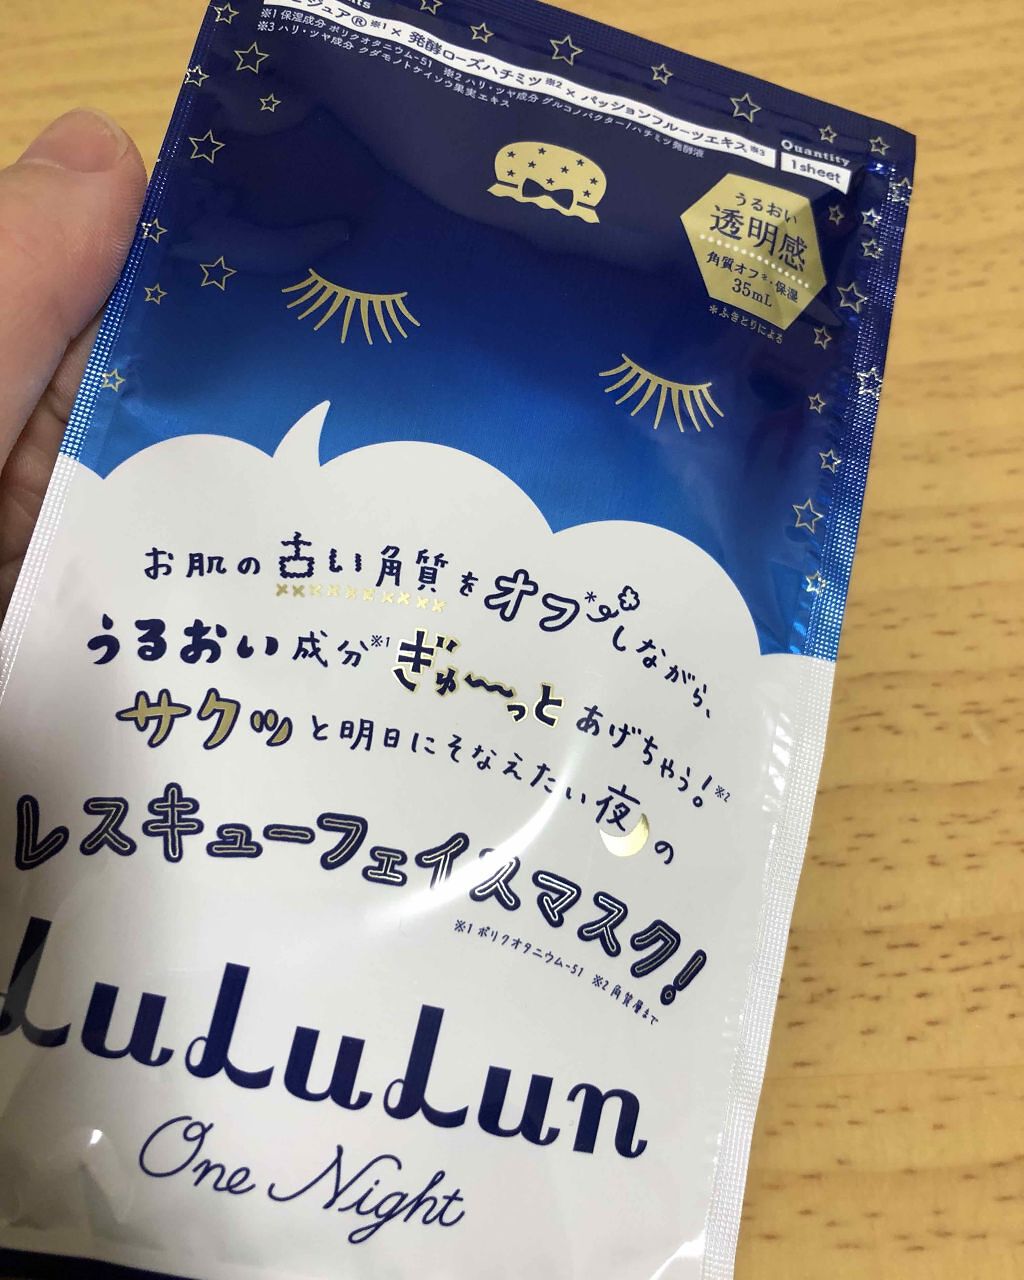 ジュア®※1 × 発酵ローズハチミツ※2 × パッションフルーツエキス※3
※1 保湿成分 ポリクオタニウム-51 ※2 ハリ・ツヤ成分 グルコノバクター/ハチミツ発酵液
※3 ハリ・ツヤ成分 クダモノトケイソウ果実エキス
Quantity
1 sheet
うるおい
透明感
角質オフ*、保湿
35mL
*ふきとりによる
お肌の古い角質をオフ*しながら、
うるおい成分※1ぎゅ〜っとあげちゃう!※2
サクッと明日にそなえたい夜の
レスキューフェイスマスク!
※1 ポリクオタニウム-51 ※2 角質層まで
LuLuLun
One Night